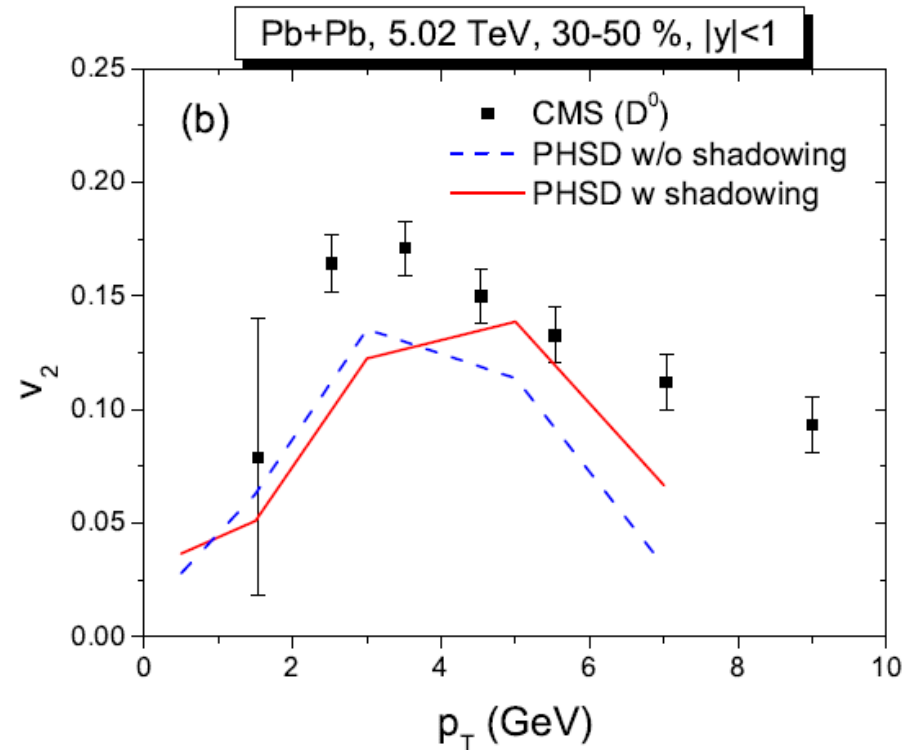 Pb+Pb, 5.02 TeV, 30-50 %, |y|<1
0.25
0.20
0.15
0.10
0.05
0.00
v₂
(b)
CMS (D⁰)
PHSD w/o shadowing
PHSD w shadowing
0 2 4 6 8 10
p_T (GeV)